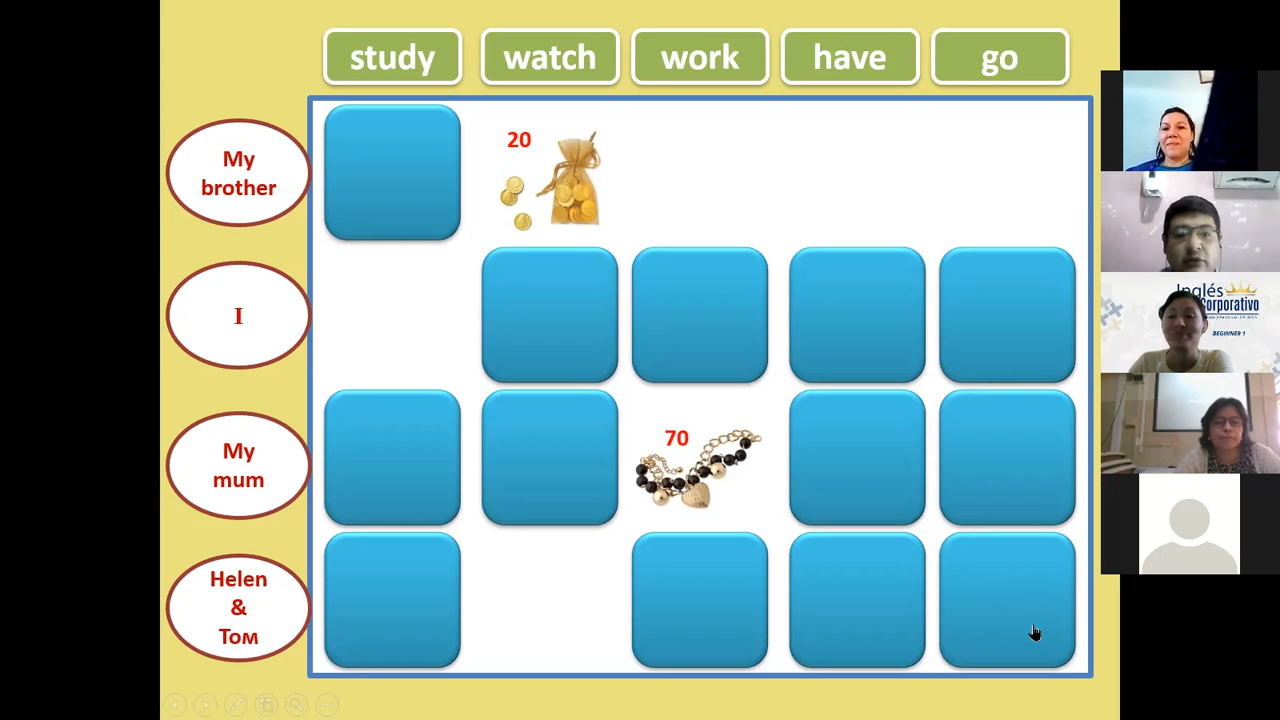 study
watch
work
have
go
My
brother
20
I
My
mum
70
Helen
&
Tom
Inglés
Corporativo
BEGINNER 1